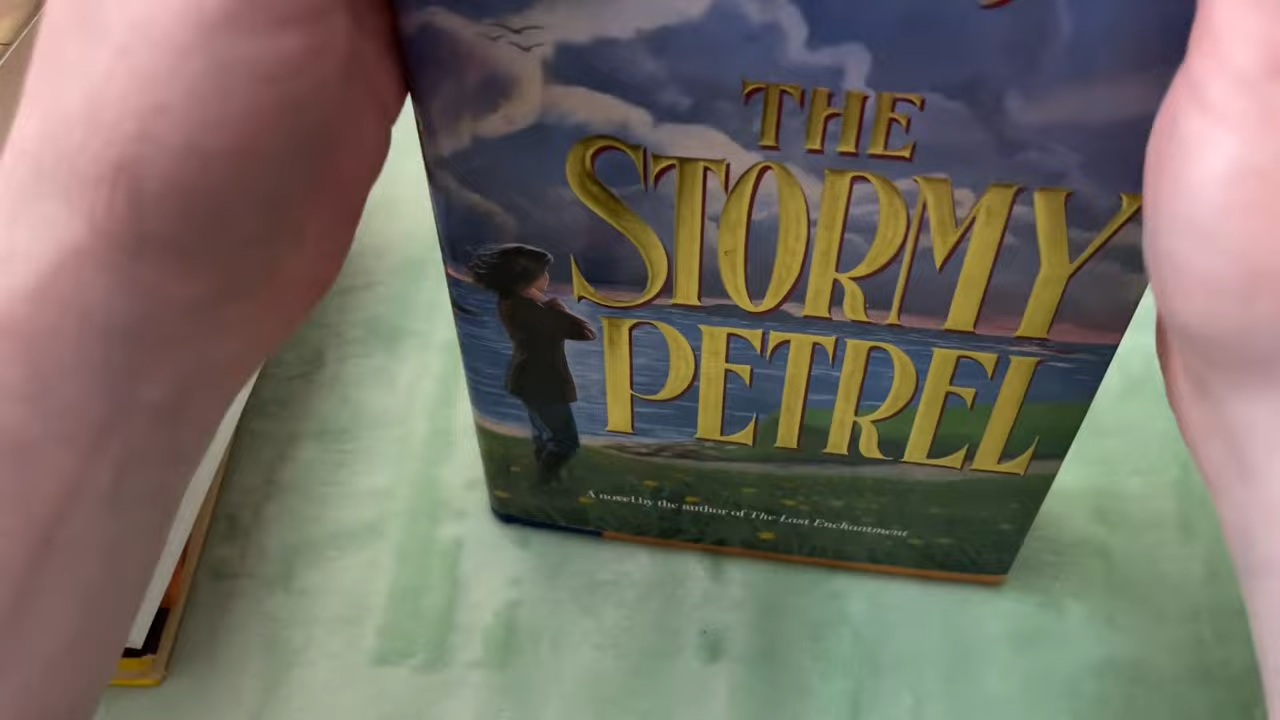 THE
STORMY
PETREL
A novel by the author of The Last Enchantment